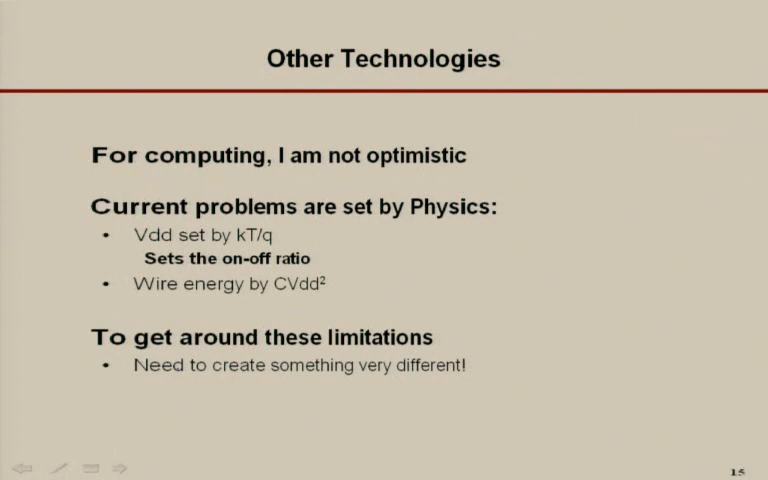 Other Technologies
For computing, I am not optimistic
Current problems are set by Physics:
• Vdd set by kT/q
Sets the on-off ratio
• Wire energy by CVdd²
To get around these limitations
• Need to create something very different!
15